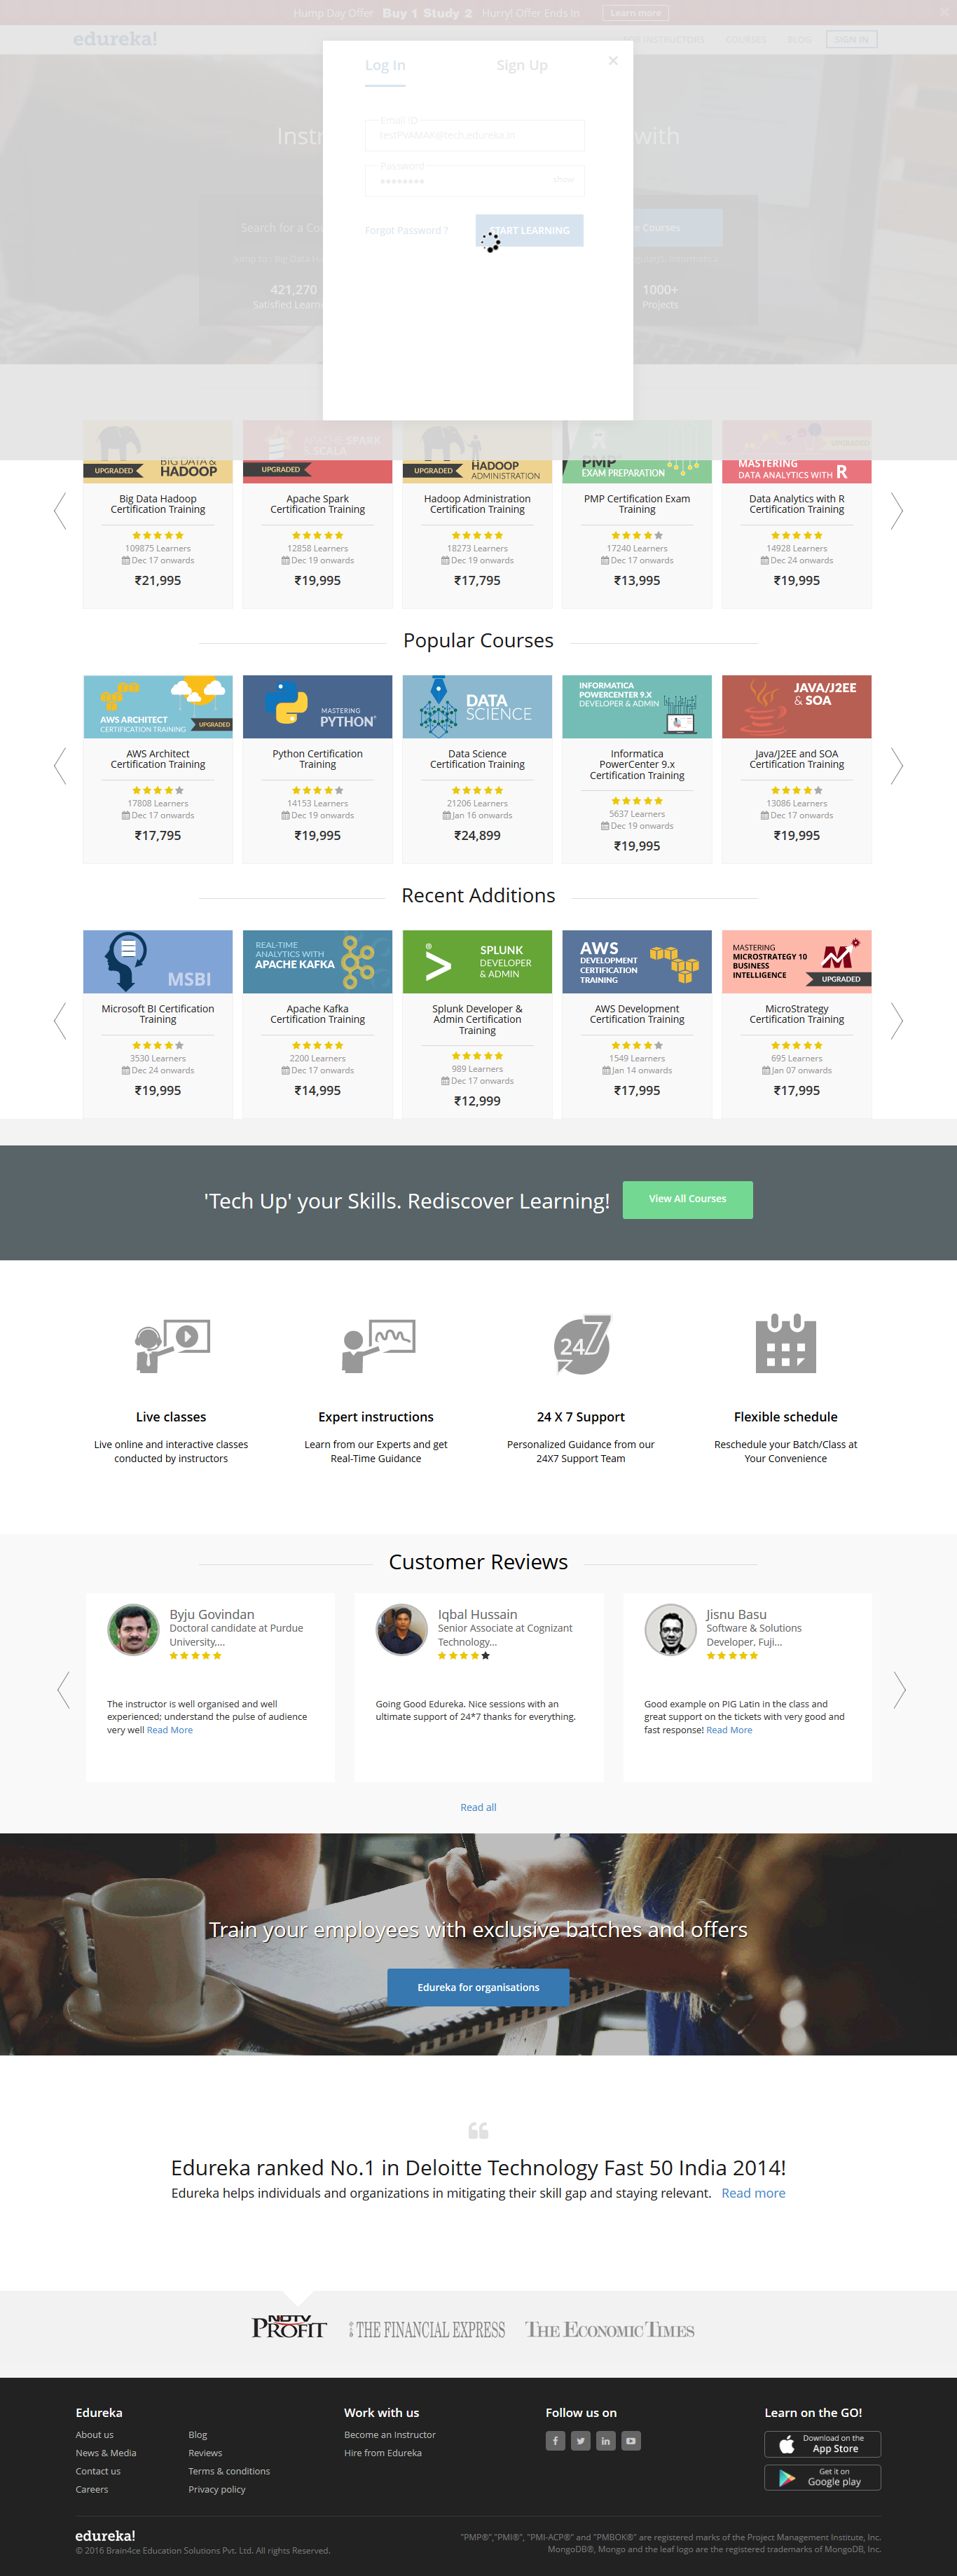 Hump Day Offer Buy 1 Study 2 Hurry! Offer Ends In Learn more
edureka!
INSTRUCTORS COURSES BLOG SIGN IN
Log In Sign Up ×
Email ID
Password
show
Forgot Password ? START LEARNING
with
Search for a Co
Courses
421,270
Satisfied Learn
1000+
Projects
BIG DATA &
HADOOP
UPGRADED
APACHE SPARK
& SCALA
UPGRADED
HADOOP
ADMINISTRATION
UPGRADED
PMP
EXAM PREPARATION
UPGRADED
MASTERING
DATA ANALYTICS WITH R
Big Data Hadoop
Certification Training
109875 Learners
Dec 17 onwards
₹21,995
Apache Spark
Certification Training
12858 Learners
Dec 19 onwards
₹19,995
Hadoop Administration
Certification Training
18273 Learners
Dec 19 onwards
₹17,795
PMP Certification Exam
Training
17240 Learners
Dec 17 onwards
₹13,995
Data Analytics with R
Certification Training
14928 Learners
Dec 24 onwards
₹19,995
Popular Courses
AWS ARCHITECT
CERTIFICATION TRAINING
UPGRADED
AWS Architect
Certification Training
17808 Learners
Dec 17 onwards
₹17,795
MASTERING
PYTHON
Python Certification
Training
14153 Learners
Dec 19 onwards
₹19,995
DATA
SCIENCE
Data Science
Certification Training
21206 Learners
Jan 16 onwards
₹24,899
INFORMATICA
POWERCENTER 9.X
DEVELOPER & ADMIN
Informatica
PowerCenter 9.x
Certification Training
5637 Learners
Dec 19 onwards
₹19,995
JAVA/J2EE
& SOA
Java/J2EE and SOA
Certification Training
13086 Learners
Dec 17 onwards
₹19,995
Recent Additions
MSBI
Microsoft BI Certification
Training
3530 Learners
Dec 24 onwards
₹19,995
REAL-TIME
ANALYTICS WITH
APACHE KAFKA
Apache Kafka
Certification Training
2200 Learners
Dec 17 onwards
₹14,995
SPLUNK
DEVELOPER
& ADMIN
Splunk Developer &
Admin Certification
Training
989 Learners
Dec 17 onwards
₹12,999
AWS
DEVELOPMENT
CERTIFICATION
TRAINING
AWS Development
Certification Training
1549 Learners
Jan 14 onwards
₹17,995
MASTERING
MICROSTRATEGY 10
BUSINESS
INTELLIGENCE
UPGRADED
MicroStrategy
Certification Training
695 Learners
Jan 07 onwards
₹17,995
'Tech Up' your Skills. Rediscover Learning! View All Courses
24/7
Live classes
Live online and interactive classes
conducted by instructors
Expert instructions
Learn from our Experts and get
Real-Time Guidance
24 X 7 Support
Personalized Guidance from our
24X7 Support Team
Flexible schedule
Reschedule your Batch/Class at
Your Convenience
Customer Reviews
Byju Govindan
Doctoral candidate at Purdue
University,...
The instructor is well organised and well
experienced; understand the pulse of audience
very well Read More
Iqbal Hussain
Senior Associate at Cognizant
Technology...
Going Good Edureka. Nice sessions with an
ultimate support of 24*7 thanks for everything.
Jisnu Basu
Software & Solutions
Developer, Fuji...
Good example on PIG Latin in the class and
great support on the tickets with very good and
fast response! Read More
Read all
Train your employees with exclusive batches and offers
Edureka for organisations
Edureka ranked No.1 in Deloitte Technology Fast 50 India 2014!
Edureka helps individuals and organizations in mitigating their skill gap and staying relevant. Read more
NDTV
PROFIT
THE FINANCIAL EXPRESS
THE ECONOMIC TIMES
Edureka
About us
News & Media
Contact us
Careers
Blog
Reviews
Terms & conditions
Privacy policy
Work with us
Become an Instructor
Hire from Edureka
Follow us on
Learn on the GO!
Download on the
App Store
Get it on
Google play
edureka!
© 2016 Brain4ce Education Solutions Pvt. Ltd. All rights Reserved.
"PMP®","PMI®", "PMI-ACP®" and "PMBOK®" are registered marks of the Project Management Institute, Inc.
MongoDB®, Mongo and the leaf logo are the registered trademarks of MongoDB, Inc.